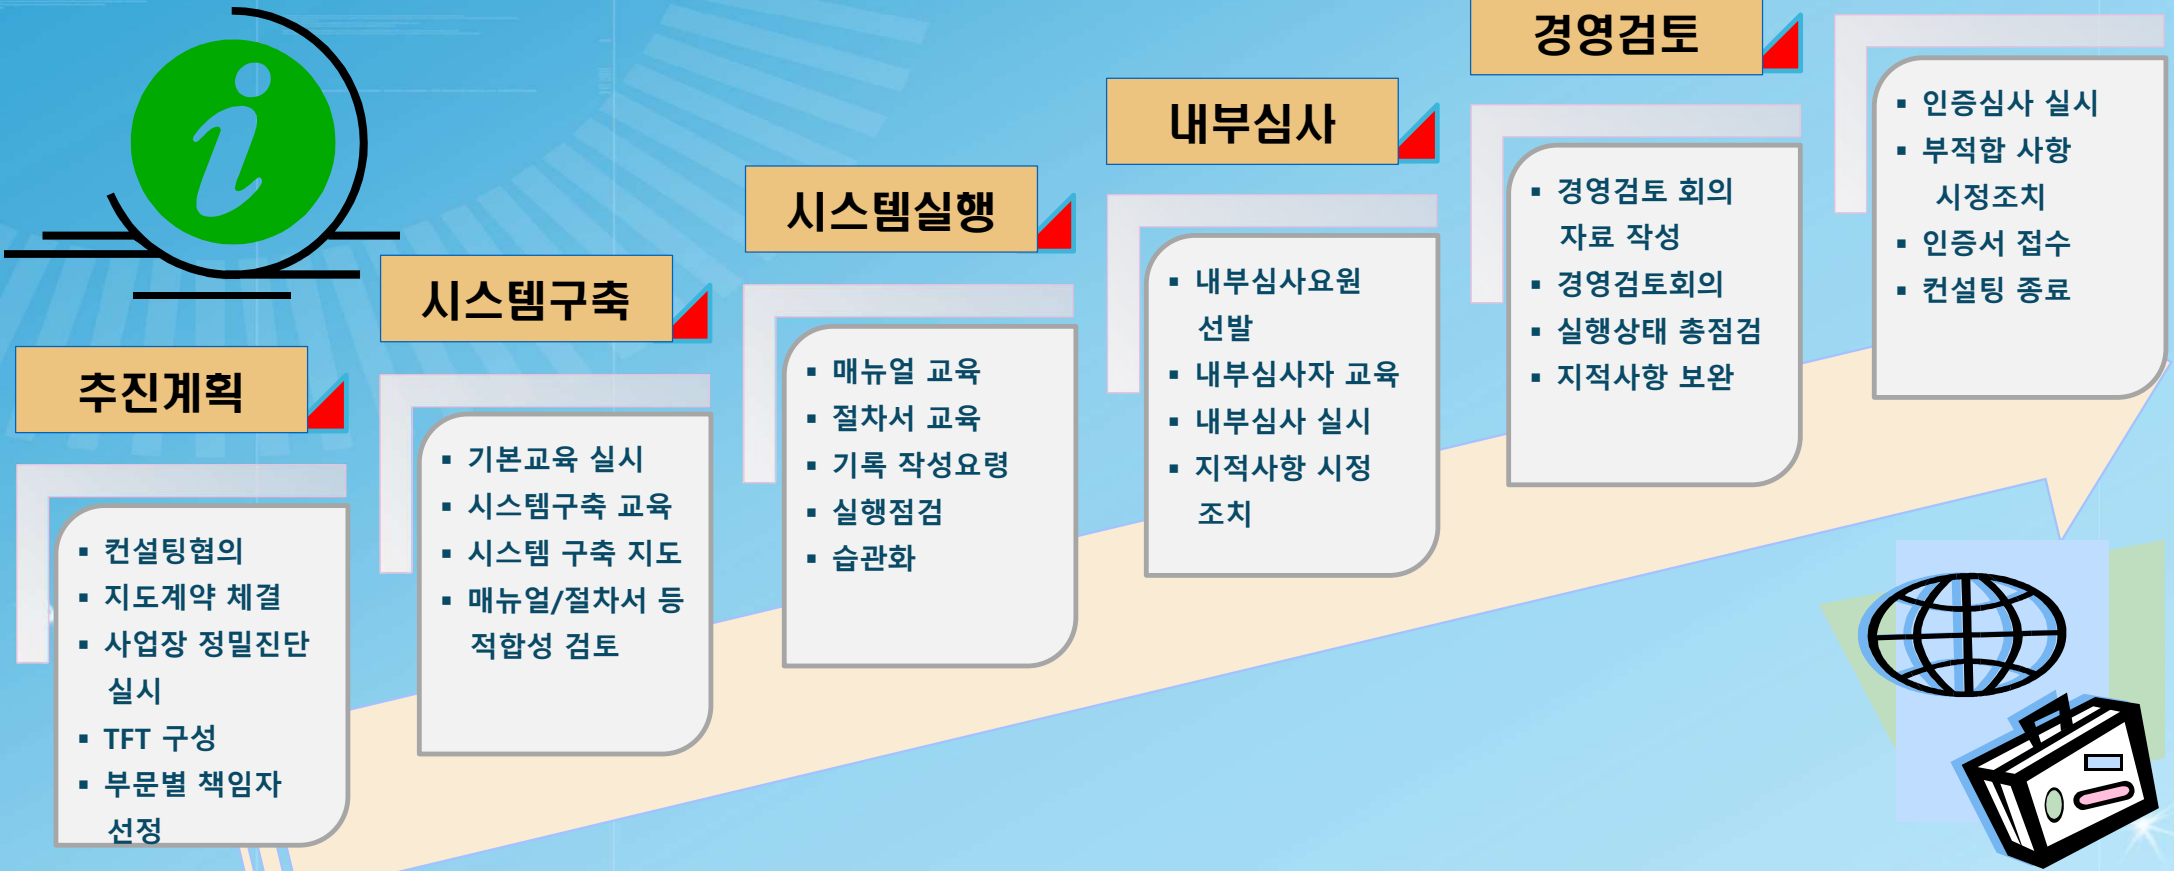 추진계획
▪ 컨설팅협의
▪ 지도계약 체결
▪ 사업장 정밀진단
실시
▪ TFT 구성
▪ 부문별 책임자
선정
시스템구축
▪ 기본교육 실시
▪ 시스템구축 교육
▪ 시스템 구축 지도
▪ 매뉴얼/절차서 등
적합성 검토
시스템실행
▪ 매뉴얼 교육
▪ 절차서 교육
▪ 기록 작성요령
▪ 실행점검
▪ 습관화
내부심사
▪ 내부심사요원
선발
▪ 내부심사자 교육
▪ 내부심사 실시
▪ 지적사항 시정
조치
경영검토
▪ 경영검토 회의
자료 작성
▪ 경영검토회의
▪ 실행상태 총점검
▪ 지적사항 보완
▪ 인증심사 실시
▪ 부적합 사항
시정조치
▪ 인증서 접수
▪ 컨설팅 종료